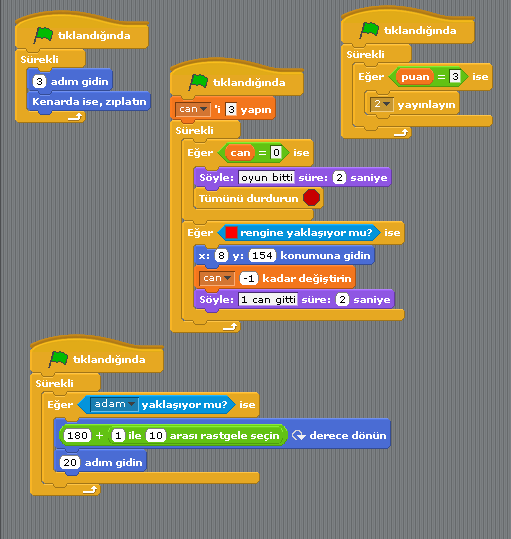 tıklandığında
Sürekli
3 adım gidin
Kenarda ise, zıplatın
tıklandığında
can 'i 3 yapın
Sürekli
Eğer can = 0 ise
Söyle: oyun bitti süre: 2 saniye
Tümünü durdurun
Eğer rengine yaklaşıyor mu? ise
x: 8 y: 154 konumuna gidin
can -1 kadar değiştirin
Söyle: 1 can gitti süre: 2 saniye
tıklandığında
Sürekli
Eğer puan = 3 ise
2 yayınlayın
tıklandığında
Sürekli
Eğer adam yaklaşıyor mu? ise
180 + 1 ile 10 arası rastgele seçin derece dönün
20 adım gidin